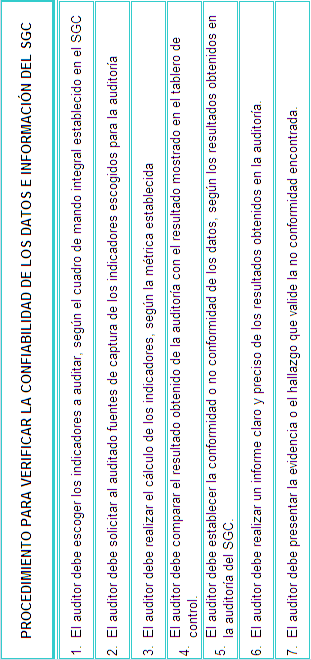 PROCEDIMIENTO PARA VERIFICAR LA CONFIABILIDAD DE LOS DATOS E INFORMACIÓN DEL SGC
1. El auditor debe escoger los indicadores a auditar, según el cuadro de mando integral establecido en el SGC
2. El auditor debe solicitar al auditado fuentes de captura de los indicadores escogidos para la auditoría
3. El auditor debe realizar el cálculo de los indicadores, según la métrica establecida
4. El auditor debe comparar el resultado obtenido de la auditoría con el resultado mostrado en el tablero de
control.
5. El auditor debe establecer la conformidad o no conformidad de los datos, según los resultados obtenidos en
la auditoría del SGC.
6. El auditor debe realizar un informe claro y preciso de los resultados obtenidos en la auditoría.
7. El auditor debe presentar la evidencia o el hallazgo que valide la no conformidad encontrada.